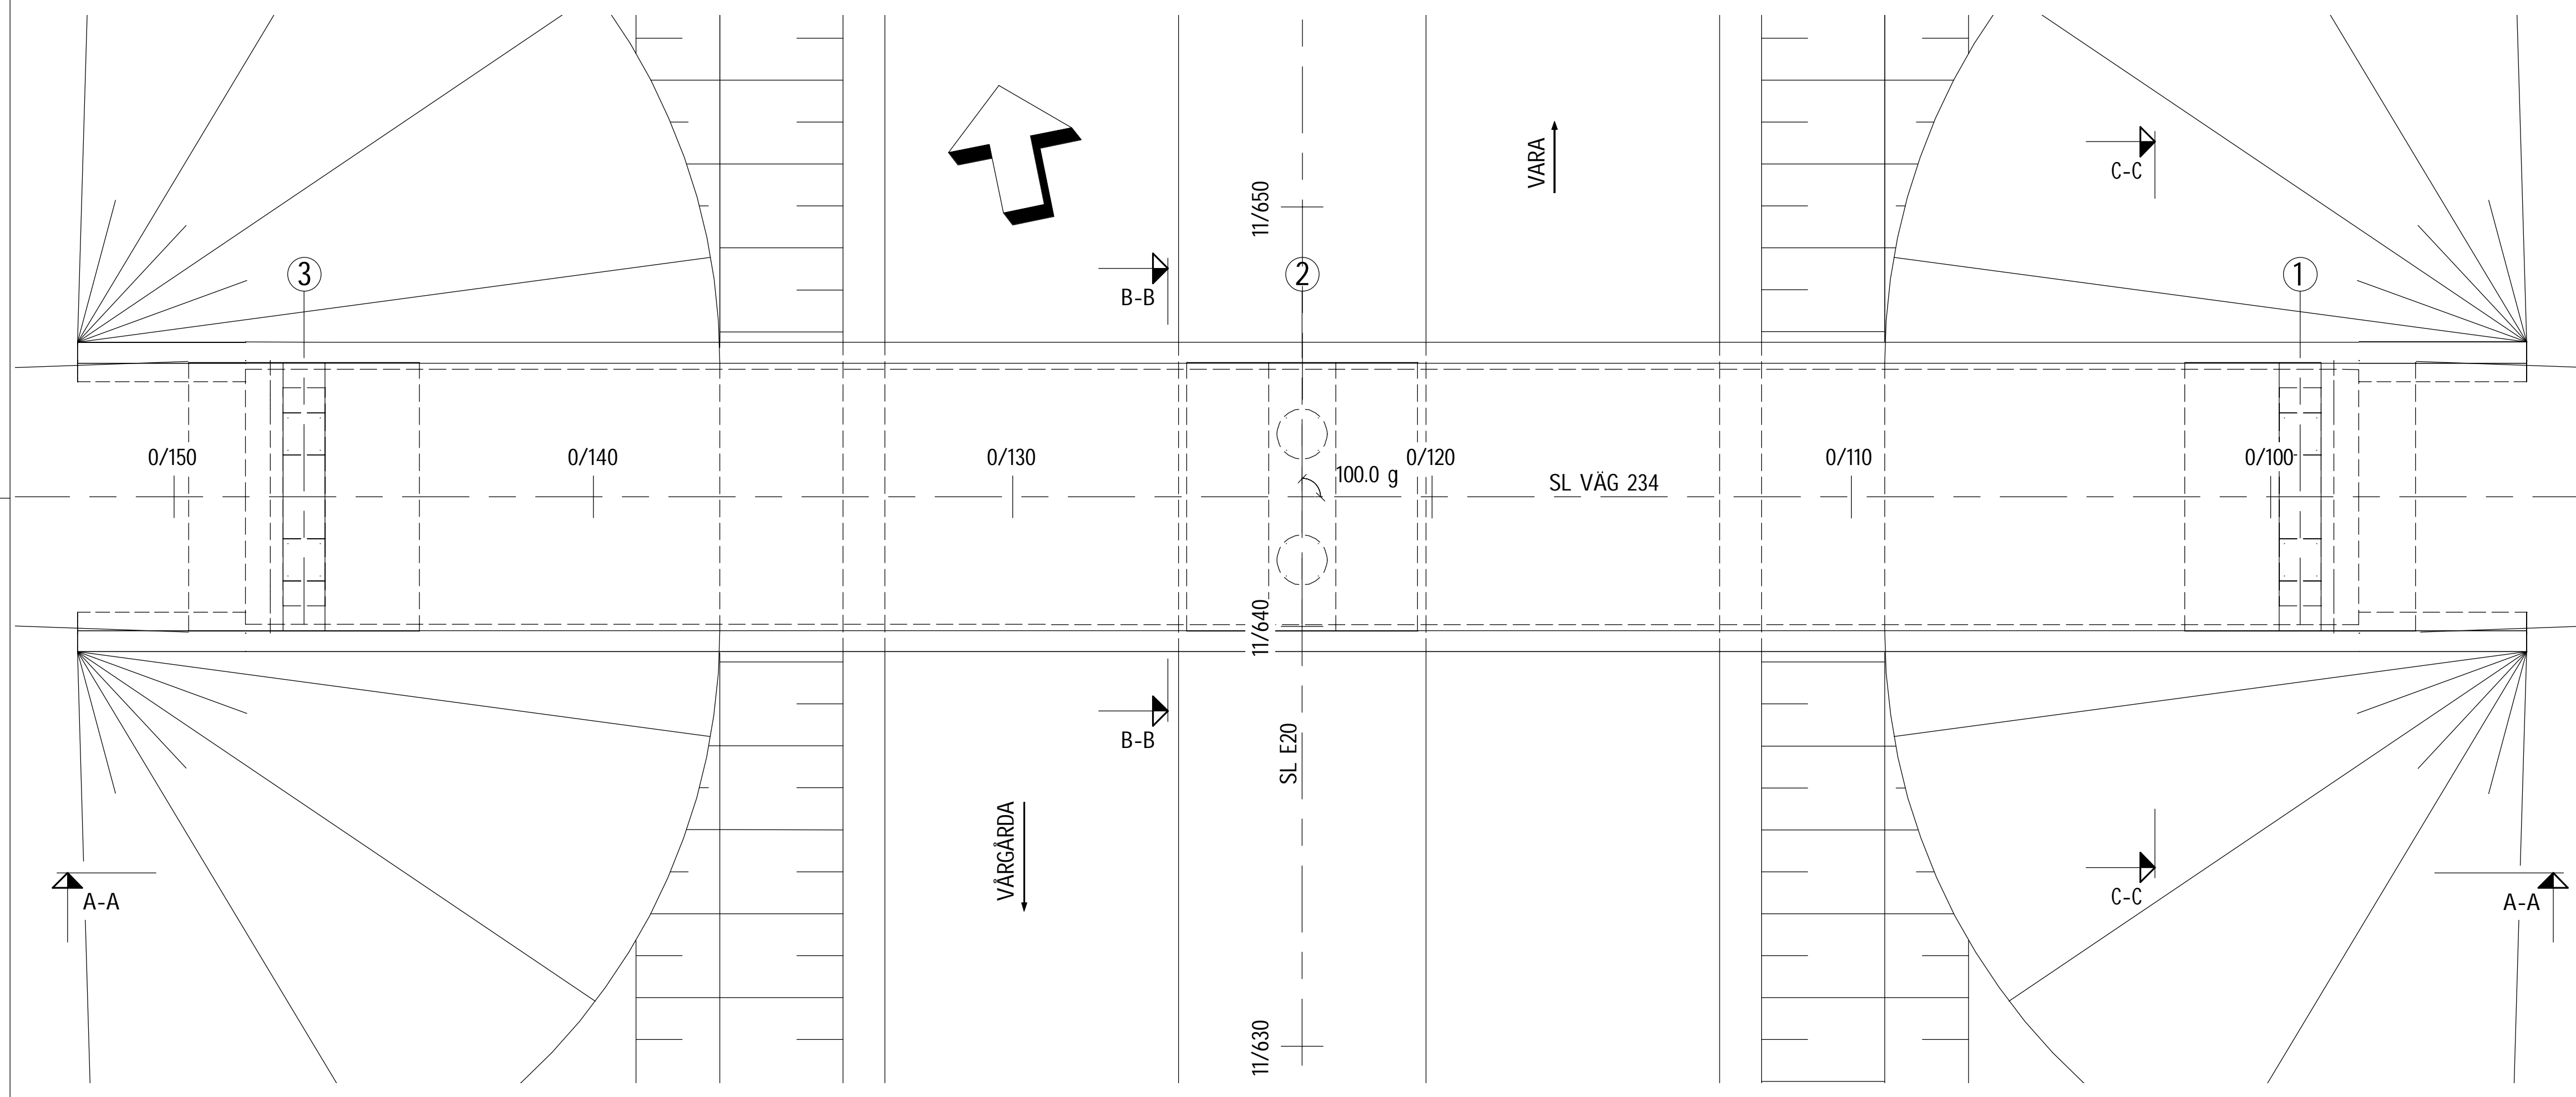 VARA
C-C
11/650
3
B-B
2
1
0/150
0/140
0/130
100.0 g
0/120
SL VÄG 234
0/110
0/100
11/640
B-B
SL E20
VÅRGÅRDA
A-A
C-C
A-A
11/630